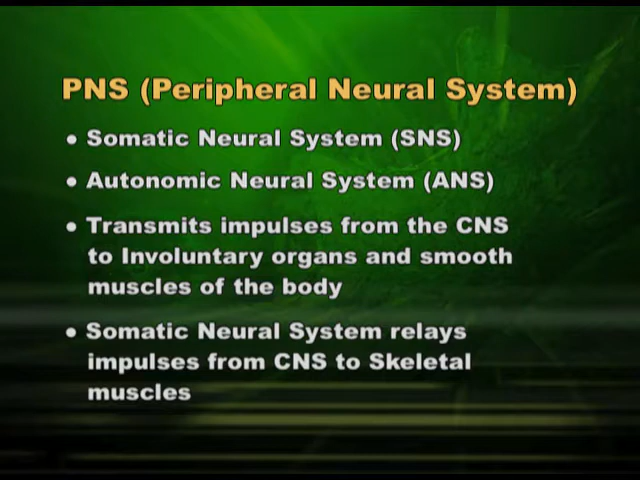 PNS (Peripheral Neural System)
• Somatic Neural System (SNS)
• Autonomic Neural System (ANS)
• Transmits impulses from the CNS
to Involuntary organs and smooth
muscles of the body
• Somatic Neural System relays
impulses from CNS to Skeletal
muscles